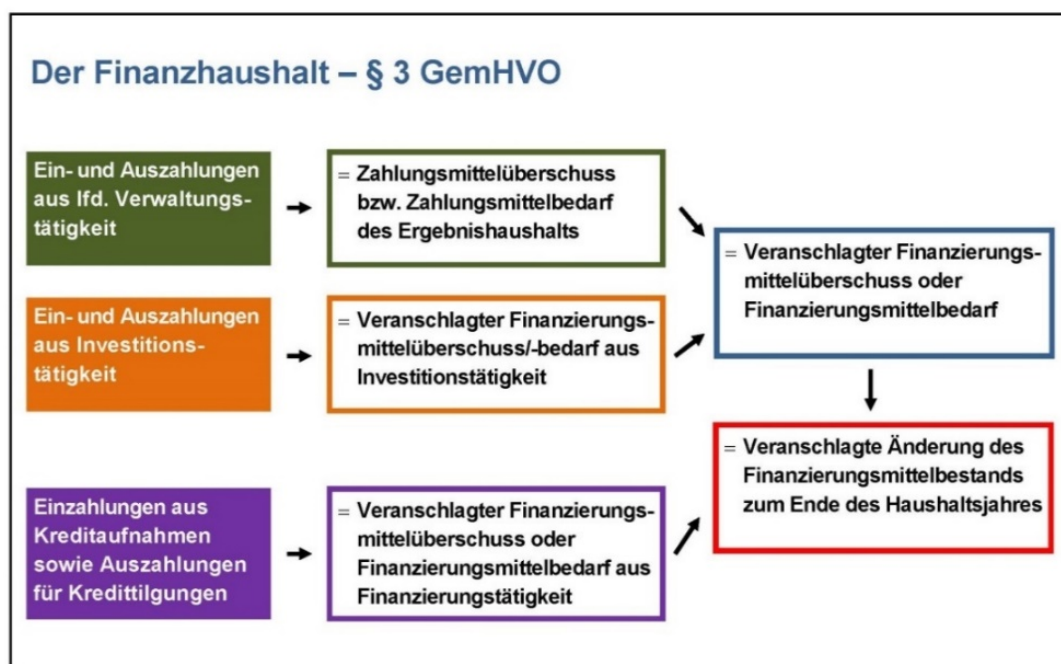 Der Finanzhaushalt – § 3 GemHVO
Ein- und Auszahlungen
aus lfd. Verwaltungs-
tätigkeit
= Zahlungsmittelüberschuss
bzw. Zahlungsmittelbedarf
des Ergebnishaushalts
= Veranschlagter Finanzierungs-
mittelüberschuss oder
Finanzierungsmittelbedarf
Ein- und Auszahlungen
aus Investitions-
tätigkeit
= Veranschlagter Finanzierungs-
mittelüberschuss/-bedarf aus
Investitionstätigkeit
= Veranschlagte Änderung des
Finanzierungsmittelbestands
zum Ende des Haushaltsjahres
Einzahlungen aus
Kreditaufnahmen
sowie Auszahlungen
für Kredittilgungen
= Veranschlagter Finanzierungs-
mittelüberschuss oder
Finanzierungsmittelbedarf aus
Finanzierungstätigkeit